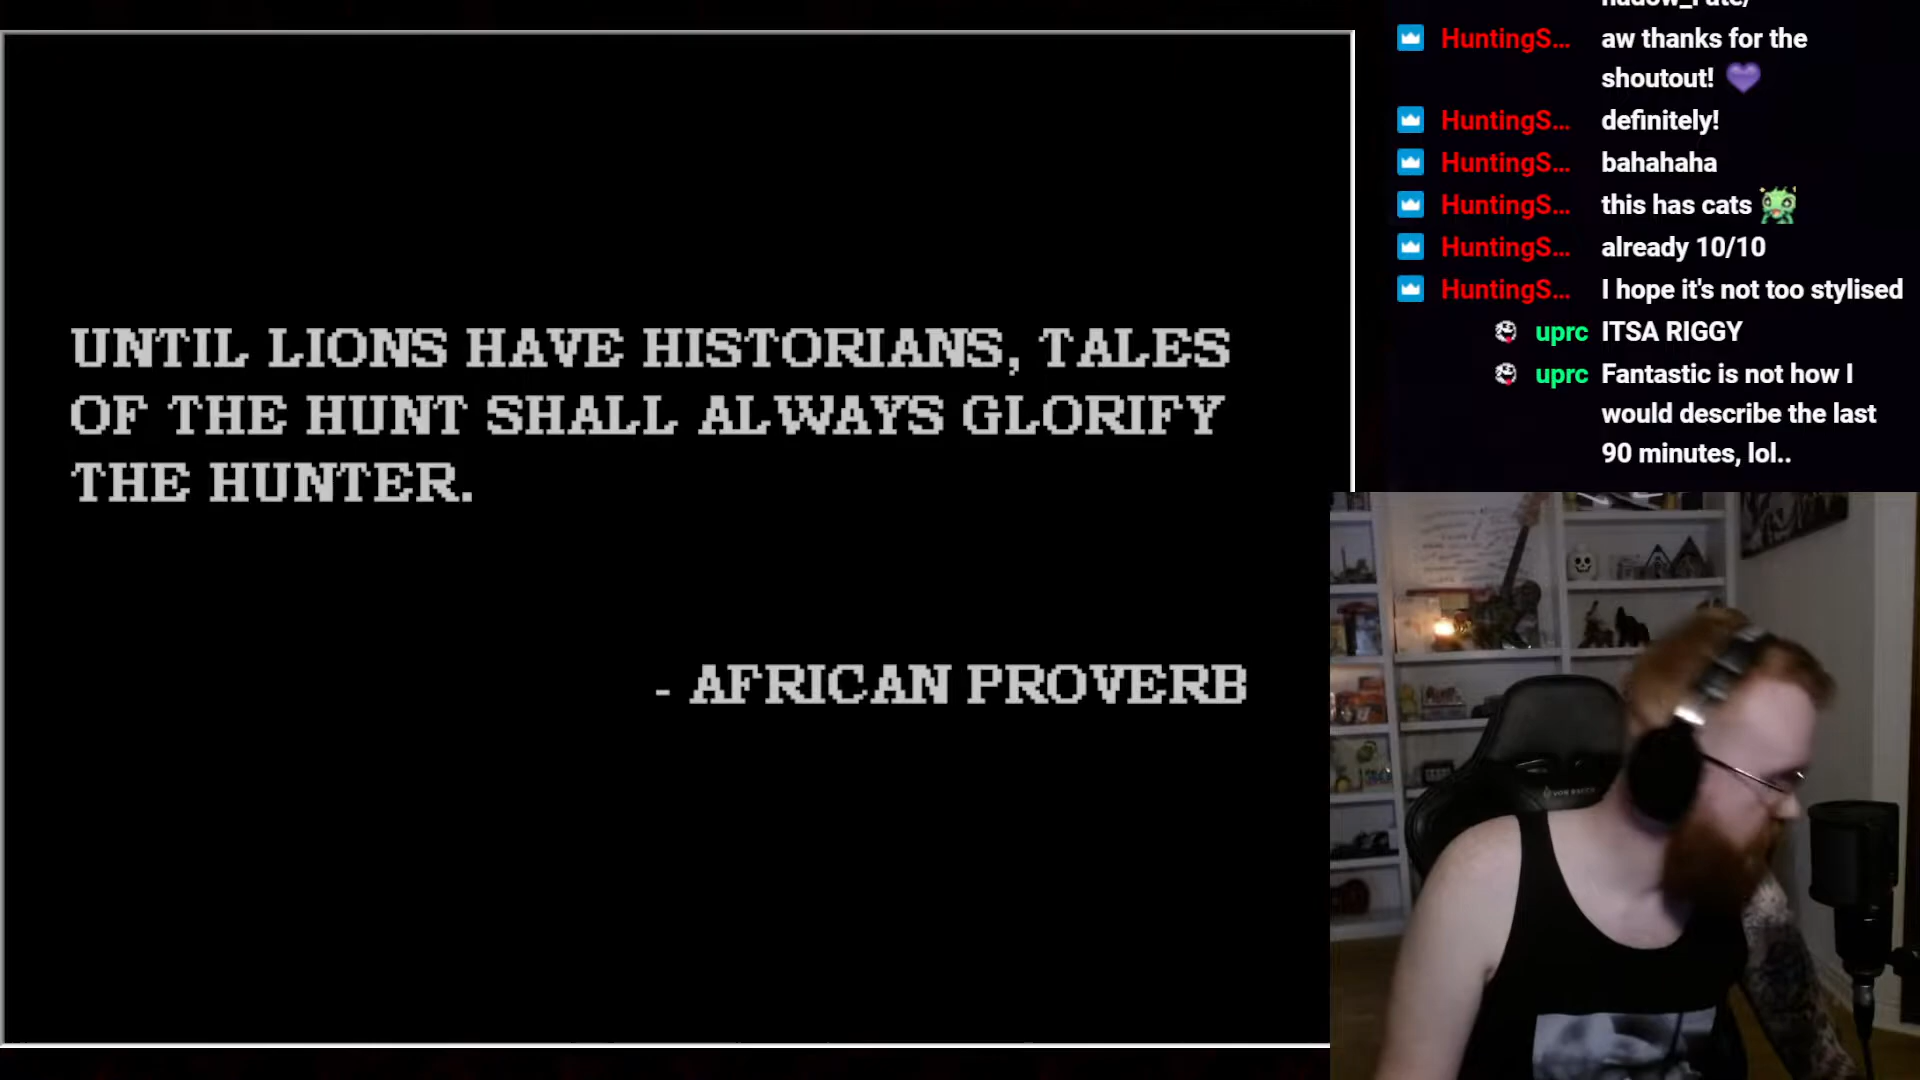 UNTIL LIONS HAVE HISTORIANS, TALES
OF THE HUNT SHALL ALWAYS GLORIFY
THE HUNTER.
- AFRICAN PROVERB
HuntingS... aw thanks for the
shoutout!
HuntingS... definitely!
HuntingS... bahahaha
HuntingS... this has cats
HuntingS... already 10/10
HuntingS... I hope it's not too stylised
uprc ITSA RIGGY
uprc Fantastic is not how I
would describe the last
90 minutes, lol..